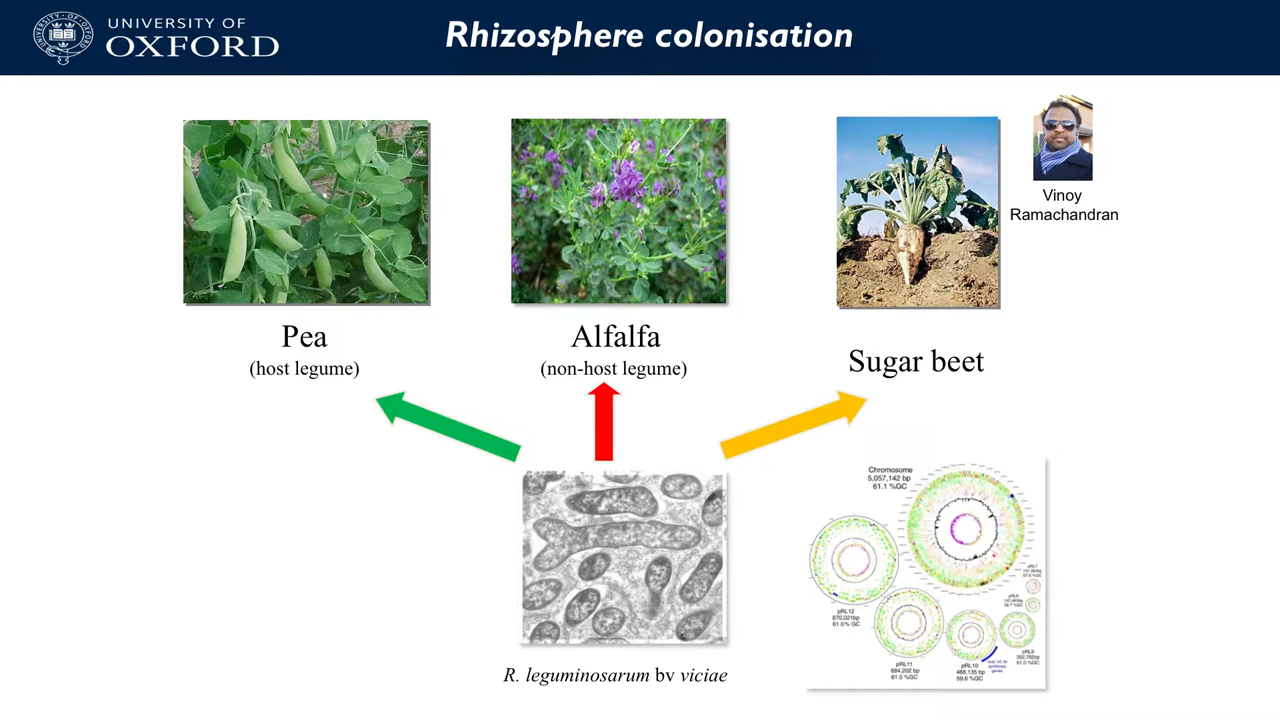 UNIVERSITY OF
OXFORD
Rhizosphere colonisation
Vinoy
Ramachandran
Pea
(host legume)
Alfalfa
(non-host legume)
Sugar beet
Chromosome
5,057,142 bp
61.1 %GC
pRL12
870,021bp
61.0% GC
pRL11
684,202 bp
61.0 %GC
pRL10
488,135 bp
59.6 %GC
pRL7
pRL8
pRL9
352,782bp
61.0 %GC
R. leguminosarum bv viciae